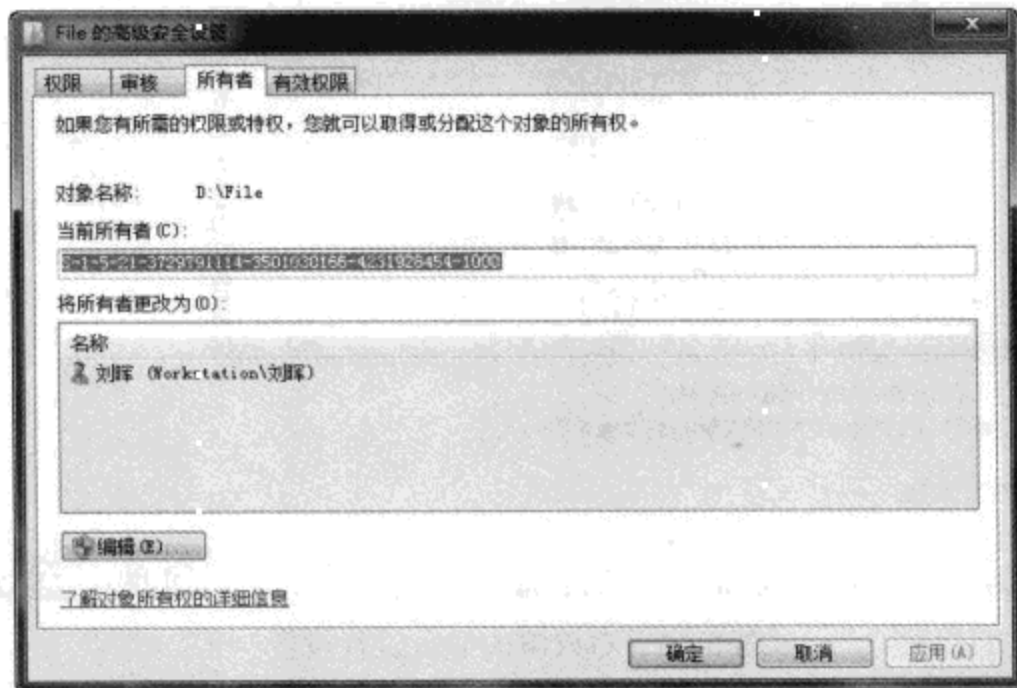 File 的高级安全设置
权限 审核 所有者 有效权限
如果您有所需的权限或特权，您就可以取得或分配这个对象的所有权。
对象名称: D:\File
当前所有者(C):
将所有者更改为(O):
名称
刘晖 (Workstation\刘晖)
编辑(E)...
了解对象所有权的详细信息
确定 取消 应用(A)